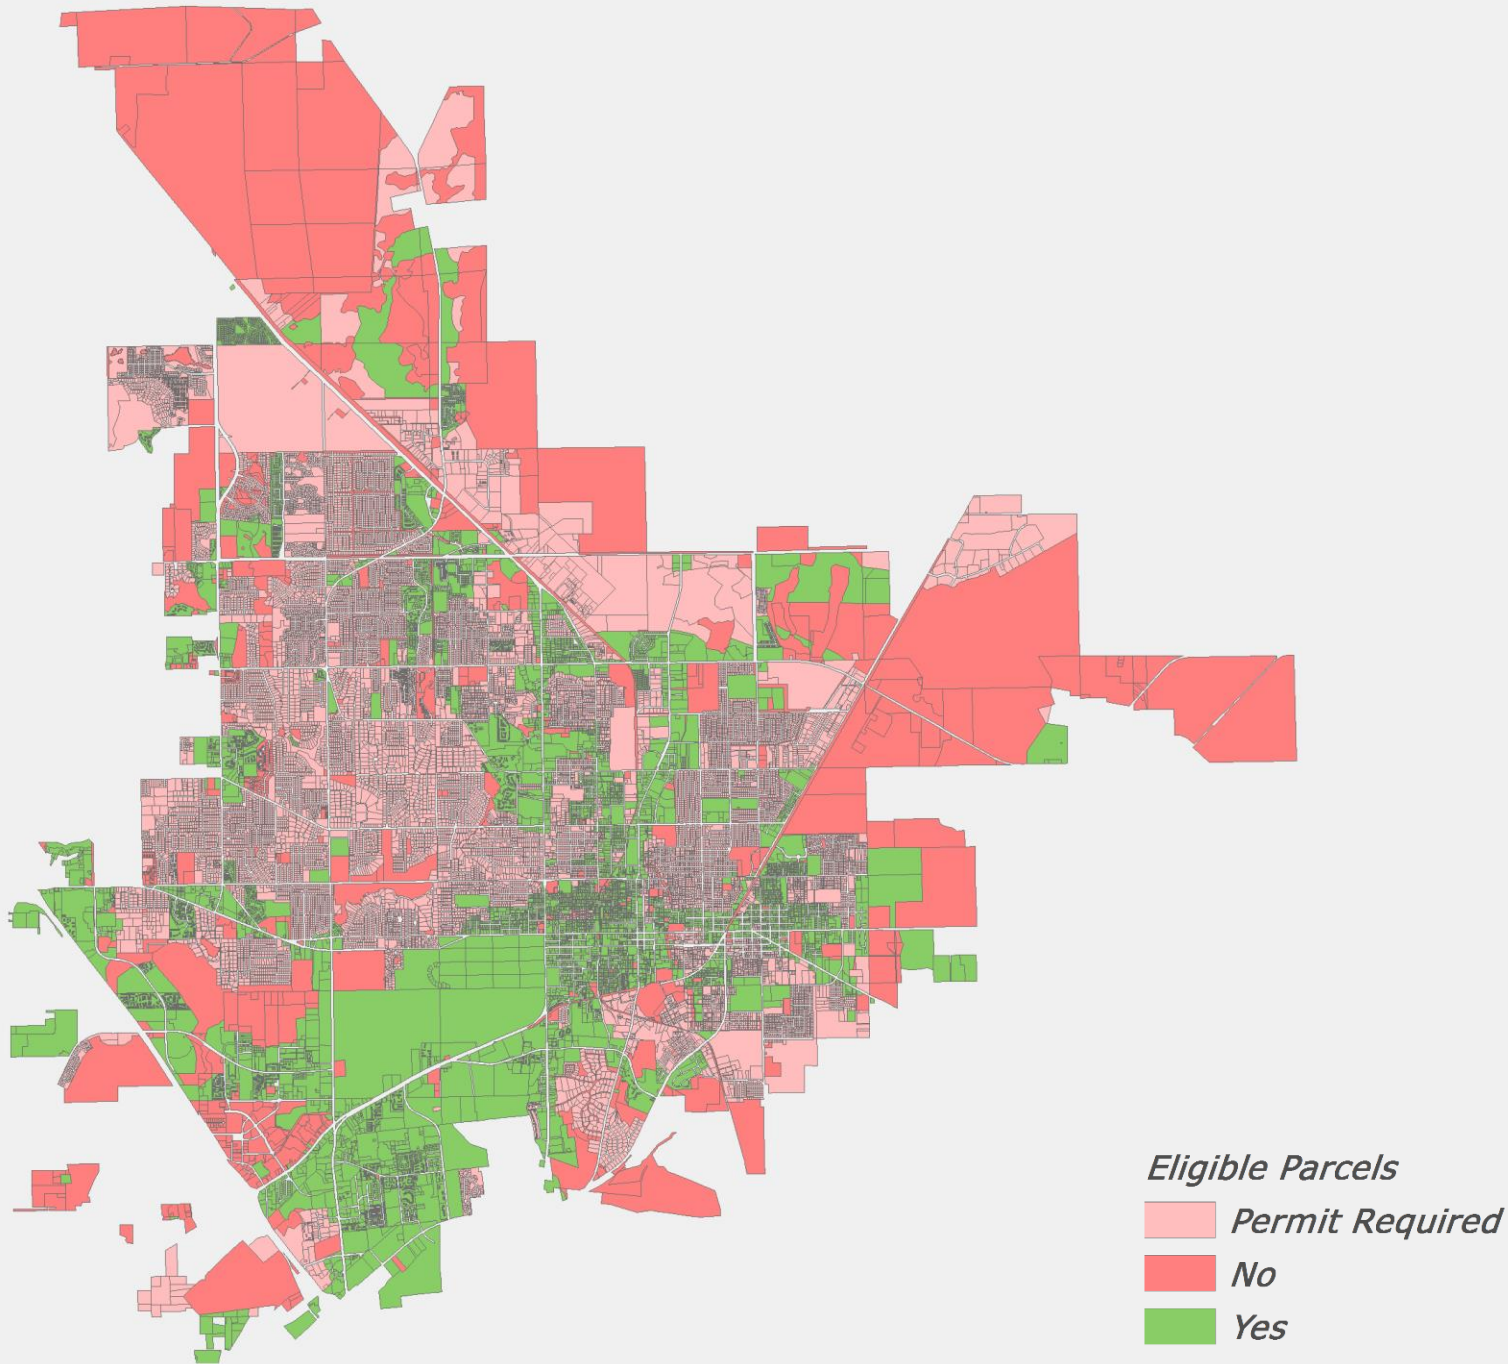 Eligible Parcels
Permit Required
No
Yes